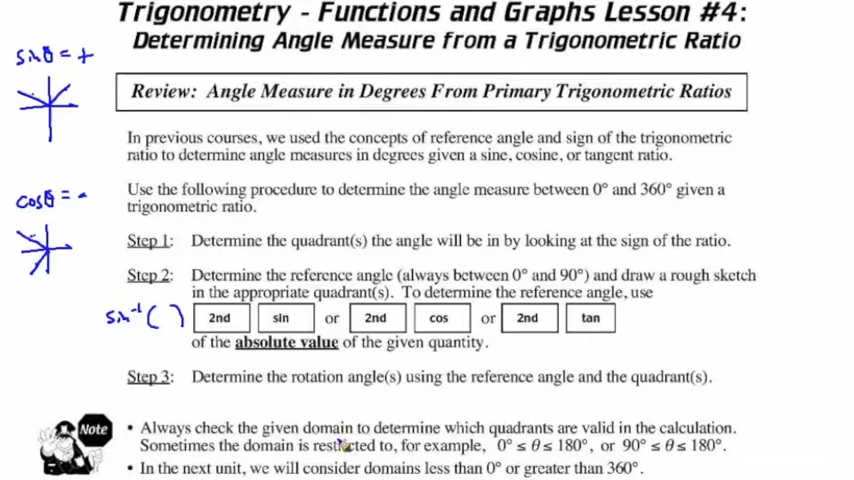 Trigonometry - Functions and Graphs Lesson #4:
Determining Angle Measure from a Trigonometric Ratio
sinθ = +
Review: Angle Measure in Degrees From Primary Trigonometric Ratios
In previous courses, we used the concepts of reference angle and sign of the trigonometric
ratio to determine angle measures in degrees given a sine, cosine, or tangent ratio.
Use the following procedure to determine the angle measure between 0° and 360° given a
trigonometric ratio.
cosθ = -
Step 1: Determine the quadrant(s) the angle will be in by looking at the sign of the ratio.
Step 2: Determine the reference angle (always between 0° and 90°) and draw a rough sketch
in the appropriate quadrant(s). To determine the reference angle, use
sin⁻¹ ( ) 2nd sin or 2nd cos or 2nd tan
of the absolute value of the given quantity.
Step 3: Determine the rotation angle(s) using the reference angle and the quadrant(s).
Note
• Always check the given domain to determine which quadrants are valid in the calculation.
Sometimes the domain is restricted to, for example, 0° ≤ θ ≤ 180°, or 90° ≤ θ ≤ 180°.
• In the next unit, we will consider domains less than 0° or greater than 360°.